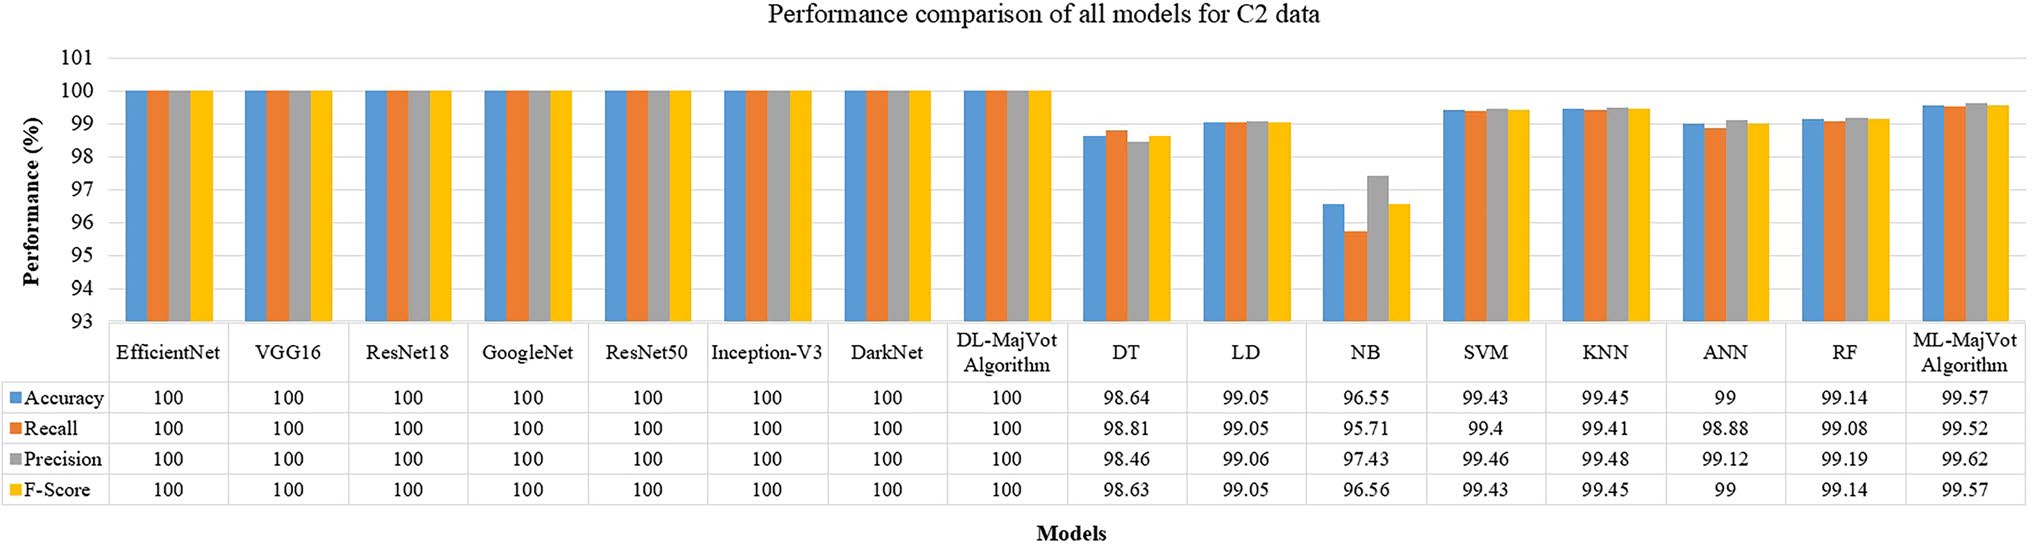 Performance comparison of all models for C2 data
Performance (%)
101
100
99
98
97
96
95
94
93
EfficientNet VGG16 ResNet18 GoogleNet ResNet50 Inception-V3 DarkNet DL-MajVot Algorithm DT LD NB SVM KNN ANN RF ML-MajVot Algorithm
Accuracy 100 100 100 100 100 100 100 100 98.64 99.05 96.55 99.43 99.45 99 99.14 99.57
Recall 100 100 100 100 100 100 100 100 98.81 99.05 95.71 99.4 99.41 98.88 99.08 99.52
Precision 100 100 100 100 100 100 100 100 98.46 99.06 97.43 99.46 99.48 99.12 99.19 99.62
F-Score 100 100 100 100 100 100 100 100 98.63 99.05 96.56 99.43 99.45 99 99.14 99.57
Models